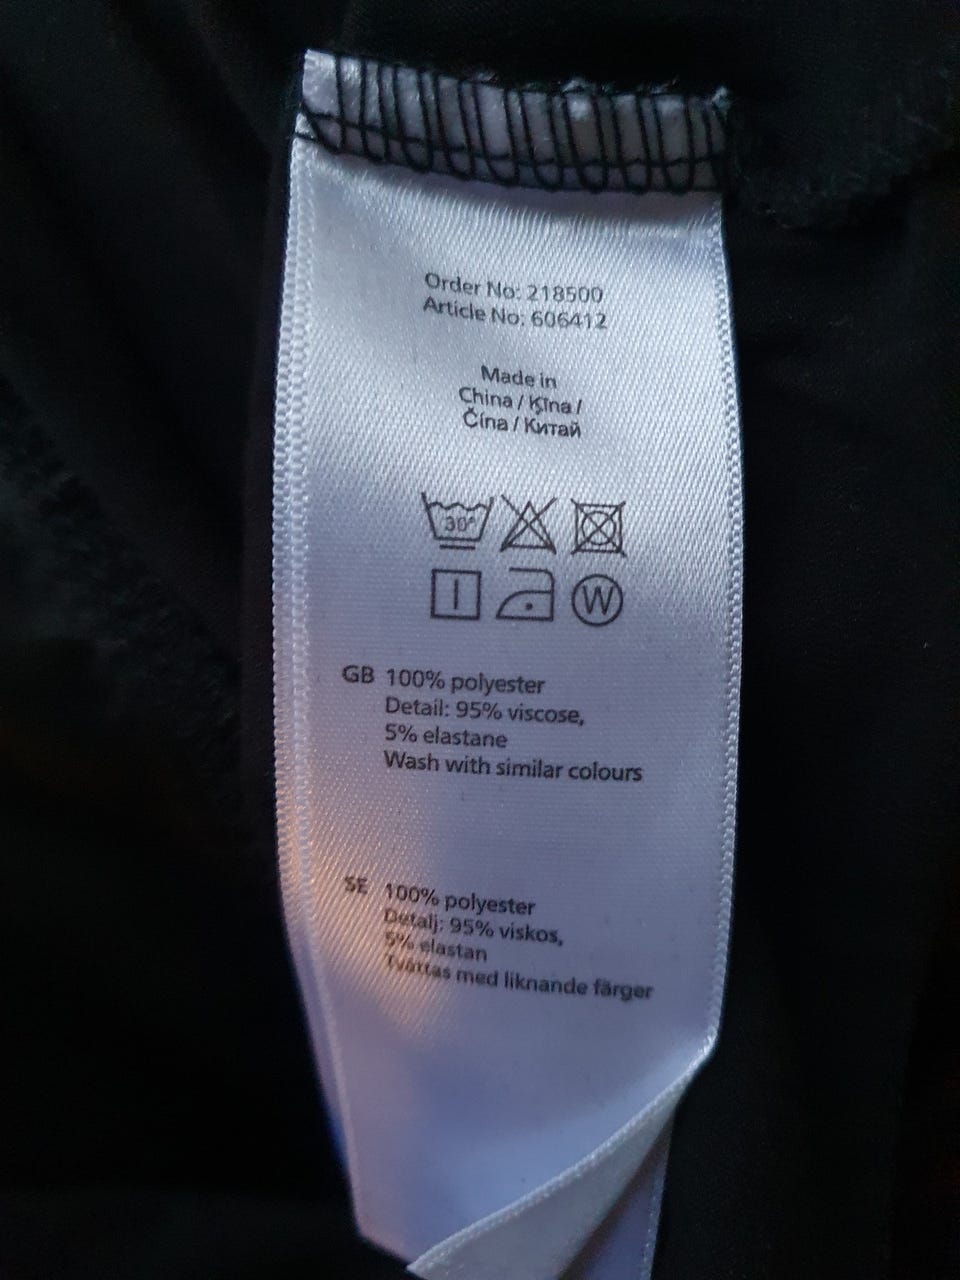 Order No: 218500
Article No: 606412
Made in
China / Ķīna /
Čína / Китай
30°
W
GB 100% polyester
Detail: 95% viscose,
5% elastane
Wash with similar colours
SE 100% polyester
Detalj: 95% viskos,
5% elastan
Tvättas med liknande färger